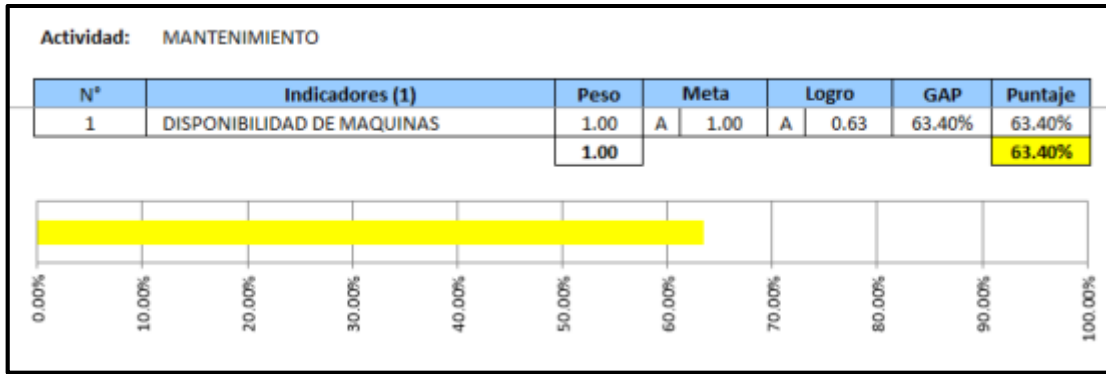 Actividad: MANTENIMIENTO
N° Indicadores (1) Peso Meta Logro GAP Puntaje
1 DISPONIBILIDAD DE MAQUINAS 1.00 A 1.00 A 0.63 63.40% 63.40%
1.00 63.40%
0.00% 10.00% 20.00% 30.00% 40.00% 50.00% 60.00% 70.00% 80.00% 90.00% 100.00%